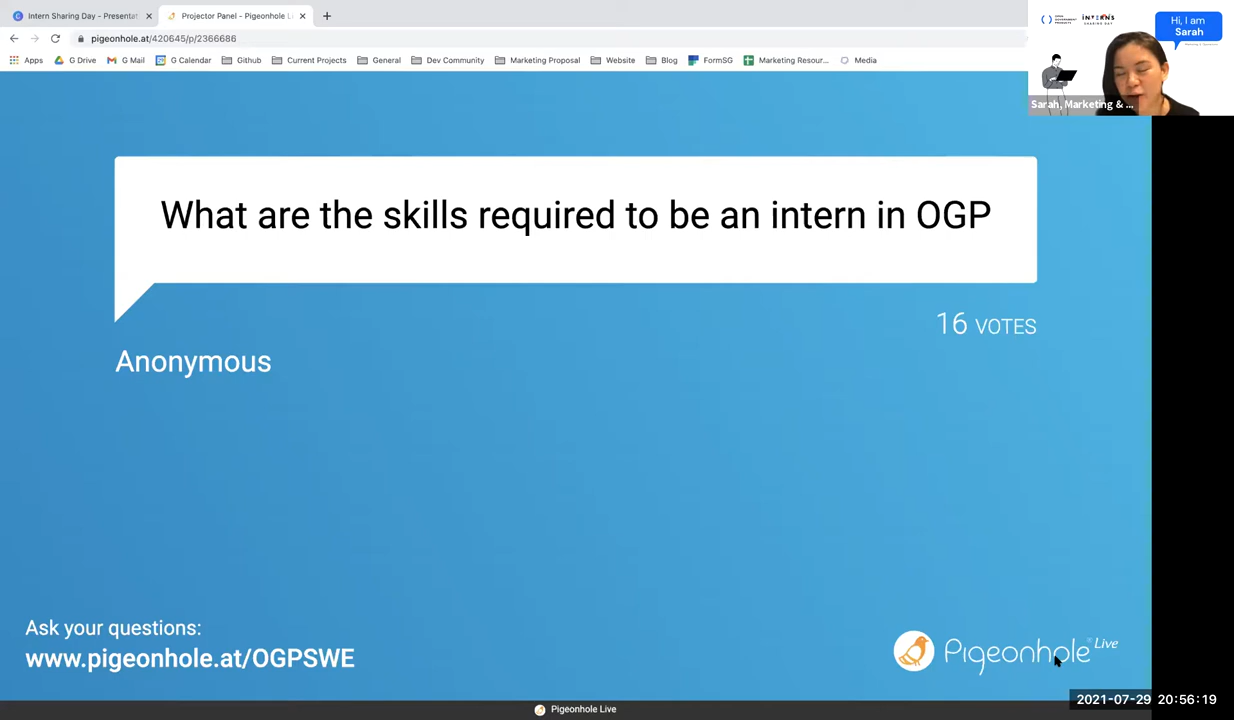 Intern Sharing Day - Presentat
Projector Panel - Pigeonhole Li
pigeonhole.at/420645/p/2366686
Apps
G Drive
G Mail
G Calendar
Github
Current Projects
General
Dev Community
Marketing Proposal
Website
Blog
FormSG
Marketing Resour...
Media
INTERNS
Hi, I am
Sarah
Sarah, Marketing & ...
What are the skills required to be an intern in OGP
16 VOTES
Anonymous
Ask your questions:
www.pigeonhole.at/OGPSWE
Pigeonhole Live
2021-07-29 20:56:19
Pigeonhole Live